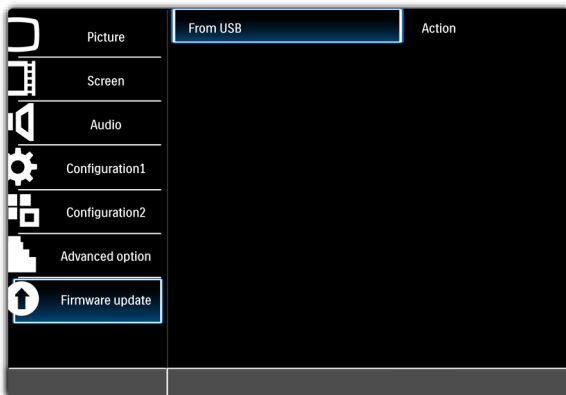 Picture
Screen
Audio
Configuration1
Configuration2
Advanced option
Firmware update
From USB
Action